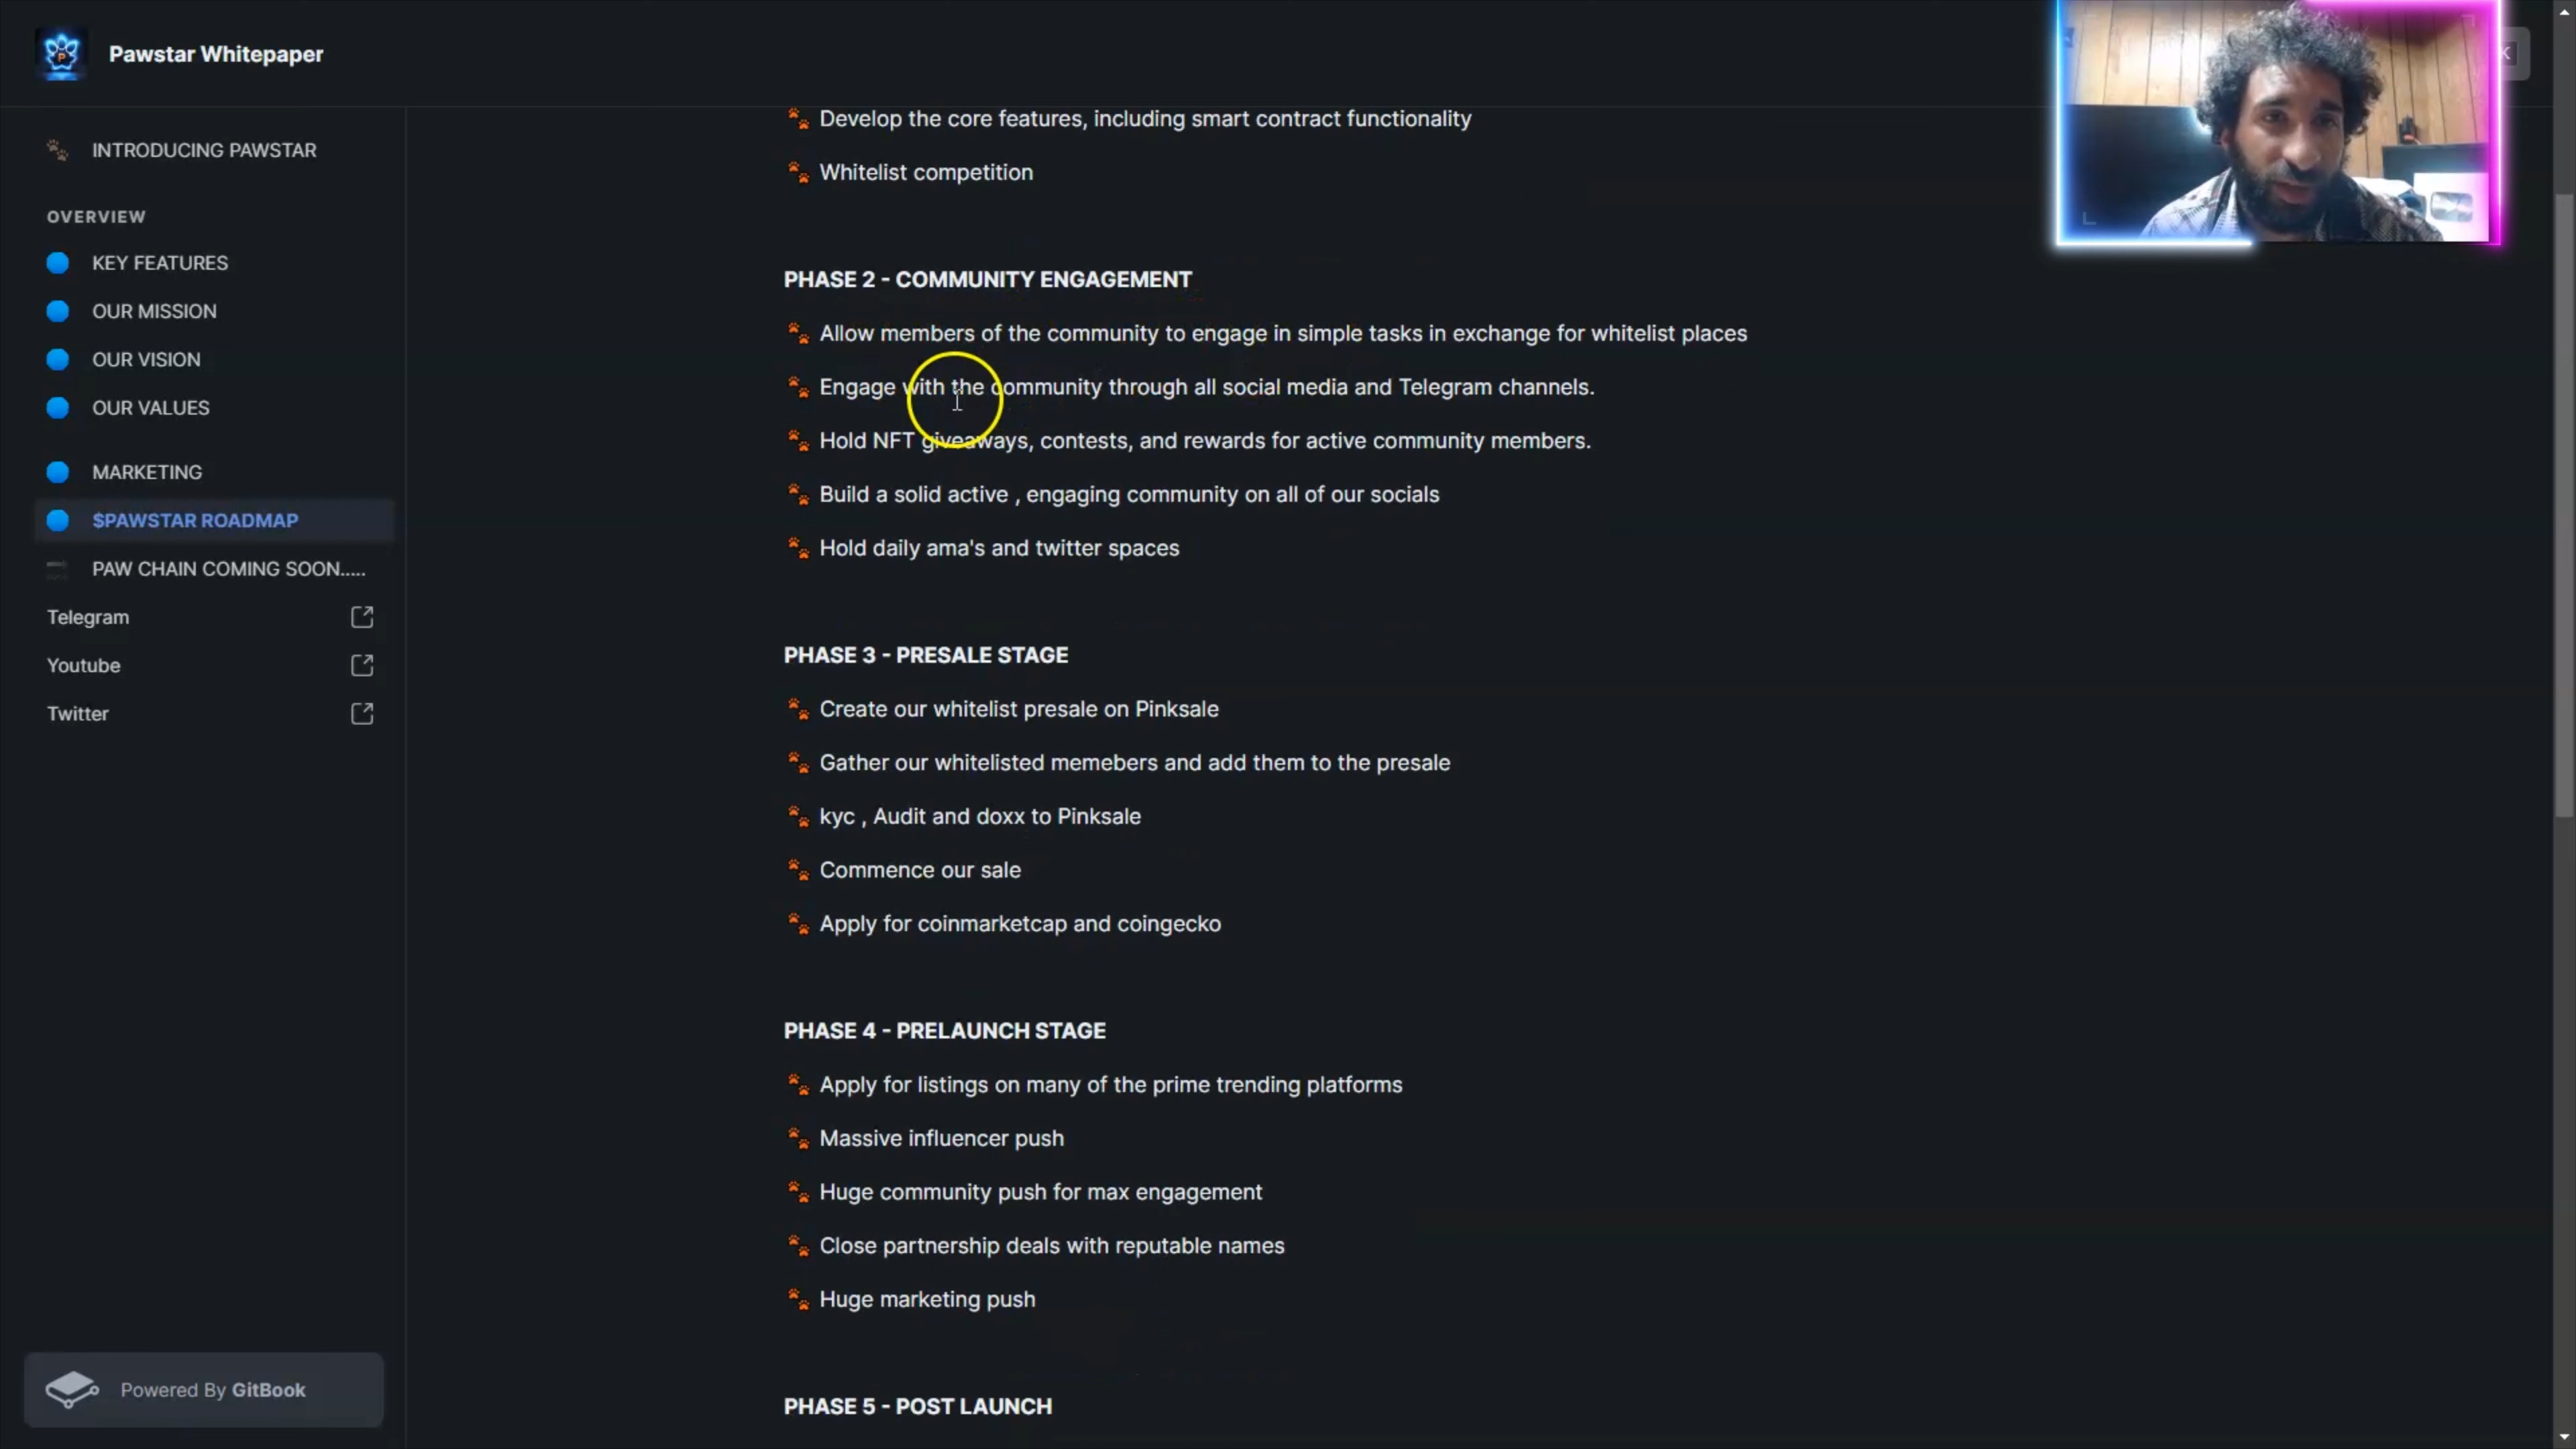 Pawstar Whitepaper
K
INTRODUCING PAWSTAR
OVERVIEW
KEY FEATURES
OUR MISSION
OUR VISION
OUR VALUES
MARKETING
$PAWSTAR ROADMAP
PAW CHAIN COMING SOON.....
Telegram
Youtube
Twitter
Powered By GitBook
Develop the core features, including smart contract functionality
Whitelist competition
PHASE 2 - COMMUNITY ENGAGEMENT
Allow members of the community to engage in simple tasks in exchange for whitelist places
Engage with the community through all social media and Telegram channels.
Hold NFT giveaways, contests, and rewards for active community members.
Build a solid active , engaging community on all of our socials
Hold daily ama's and twitter spaces
PHASE 3 - PRESALE STAGE
Create our whitelist presale on Pinksale
Gather our whitelisted memebers and add them to the presale
kyc , Audit and doxx to Pinksale
Commence our sale
Apply for coinmarketcap and coingecko
PHASE 4 - PRELAUNCH STAGE
Apply for listings on many of the prime trending platforms
Massive influencer push
Huge community push for max engagement
Close partnership deals with reputable names
Huge marketing push
PHASE 5 - POST LAUNCH